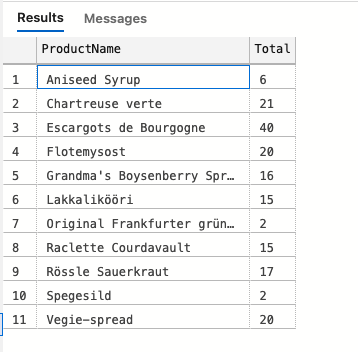 Results Messages
ProductName Total
1 Aniseed Syrup 6
2 Chartreuse verte 21
3 Escargots de Bourgogne 40
4 Flotemysost 20
5 Grandma's Boysenberry Spr… 16
6 Lakkalikööri 15
7 Original Frankfurter grün… 2
8 Raclette Courdavault 15
9 Rössle Sauerkraut 17
10 Spegesild 2
11 Vegie-spread 20